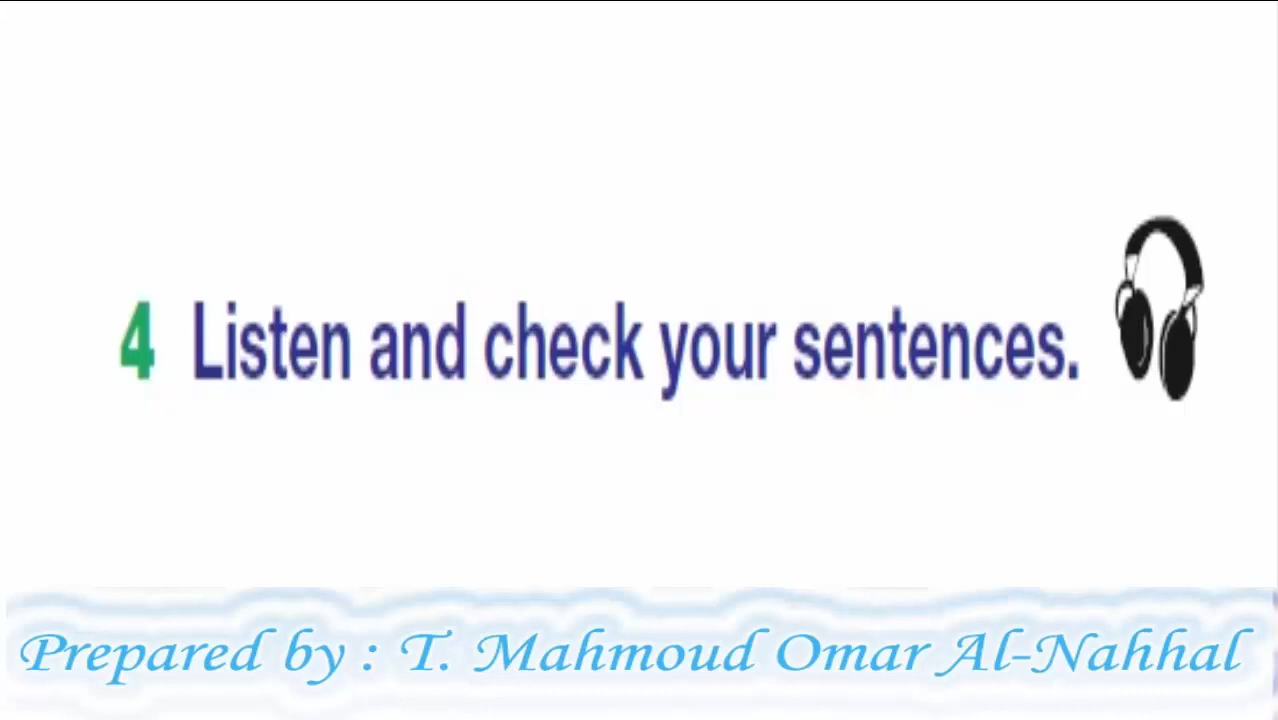 4 Listen and check your sentences.
Prepared by : T. Mahmoud Omar Al-Nahhal